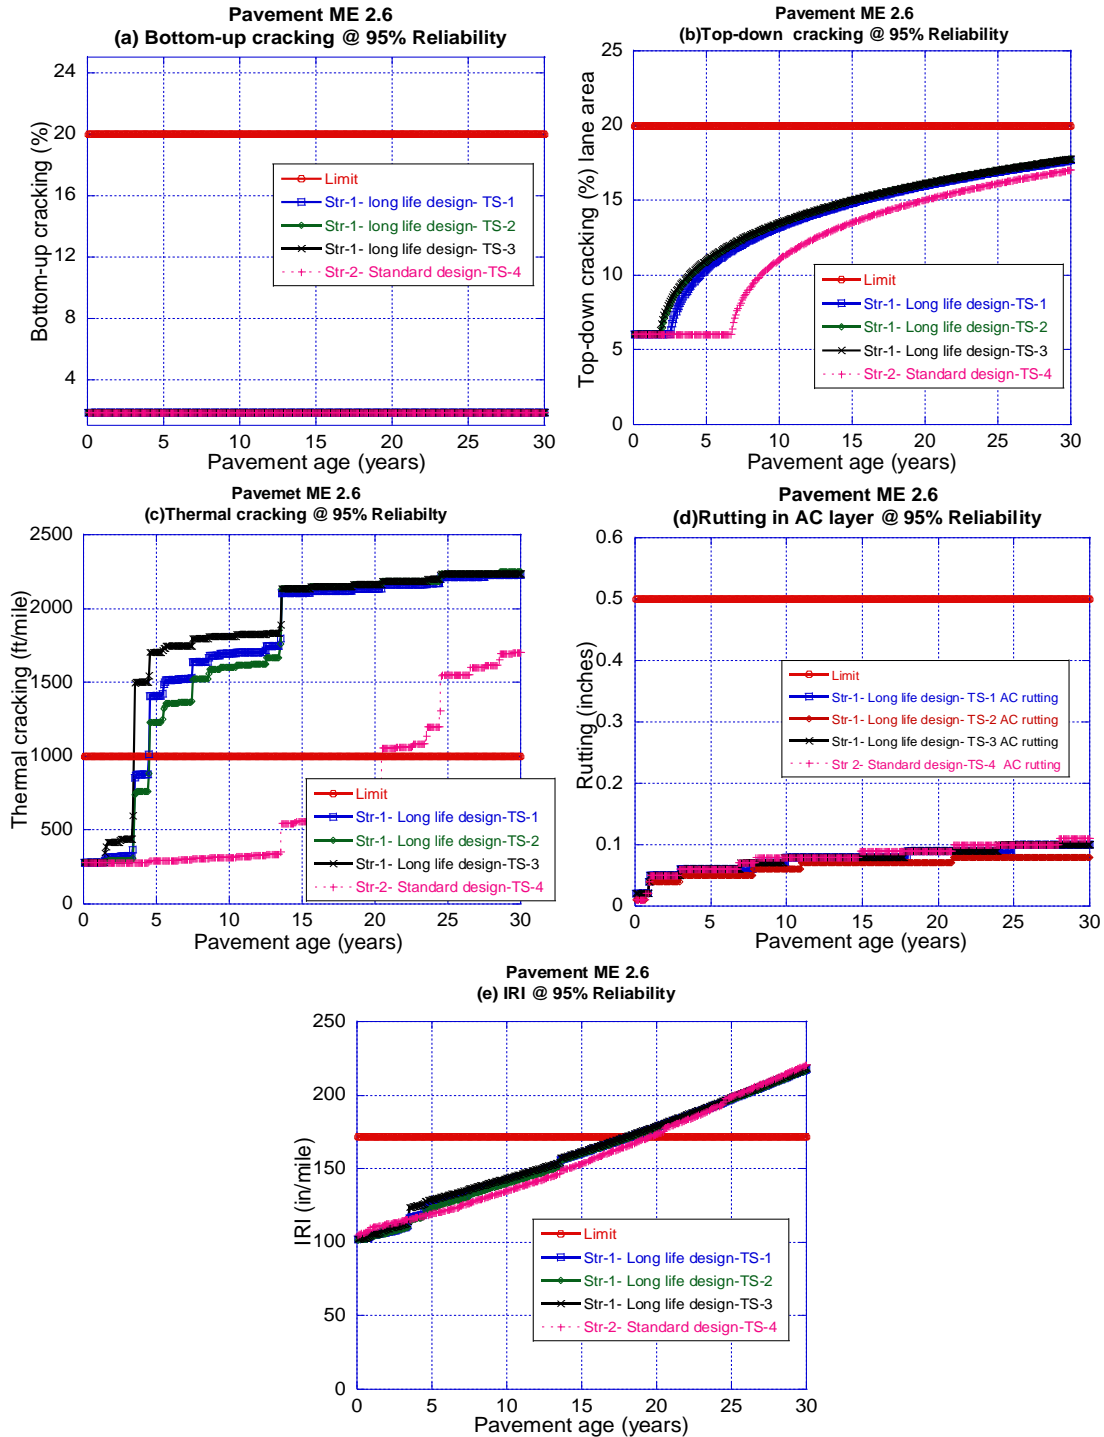 Pavement ME 2.6
(a) Bottom-up cracking @ 95% Reliability
Bottom-up cracking (%)
24
20
16
12
8
4
0 5 10 15 20 25 30
Pavement age (years)
Limit
Str-1- long life design- TS-1
Str-1- long life design- TS-2
Str-1- long life design- TS-3
Str-2- Standard design-TS-4
Pavement ME 2.6
(b)Top-down cracking @ 95% Reliability
Top-down cracking (%) lane area
25
20
15
10
5
0
0 5 10 15 20 25 30
Pavement age (years)
Limit
Str-1- Long life design-TS-1
Str-1- Long life design-TS-2
Str-1- Long life design-TS-3
Str-2- Standard design-TS-4
Pavemet ME 2.6
(c)Thermal cracking @ 95% Reliabilty
Thermal cracking (ft/mile)
2500
2000
1500
1000
500
0
0 5 10 15 20 25 30
Pavement age (years)
Limit
Str-1- Long life design-TS-1
Str-1- Long life design-TS-2
Str-1- Long life design-TS-3
Str-2- Standard design-TS-4
Pavement ME 2.6
(d)Rutting in AC layer @ 95% Reliability
Rutting (inches)
0.6
0.5
0.4
0.3
0.2
0.1
0
0 5 10 15 20 25 30
Pavement age (years)
Limit
Str-1- Long life design- TS-1 AC rutting
Str-1- Long life design- TS-2 AC rutting
Str-1- Long life design- TS-3 AC rutting
Str 2- Standard design-TS-4 AC rutting
Pavement ME 2.6
(e) IRI @ 95% Reliability
IRI (in/mile)
250
200
150
100
50
0
0 5 10 15 20 25 30
Pavement age (years)
Limit
Str-1- Long life design-TS-1
Str-1- Long life design-TS-2
Str-1- Long life design-TS-3
Str-2- Standard design-TS-4